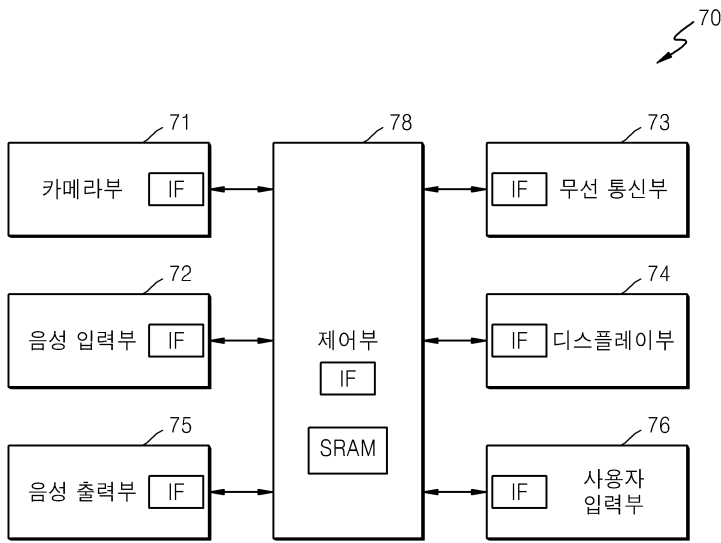 70
71
78
73
카메라부
IF
IF
무선 통신부
72
74
음성 입력부
IF
제어부
IF
디스플레이부
IF
SRAM
75
76
음성 출력부
IF
IF
사용자
입력부